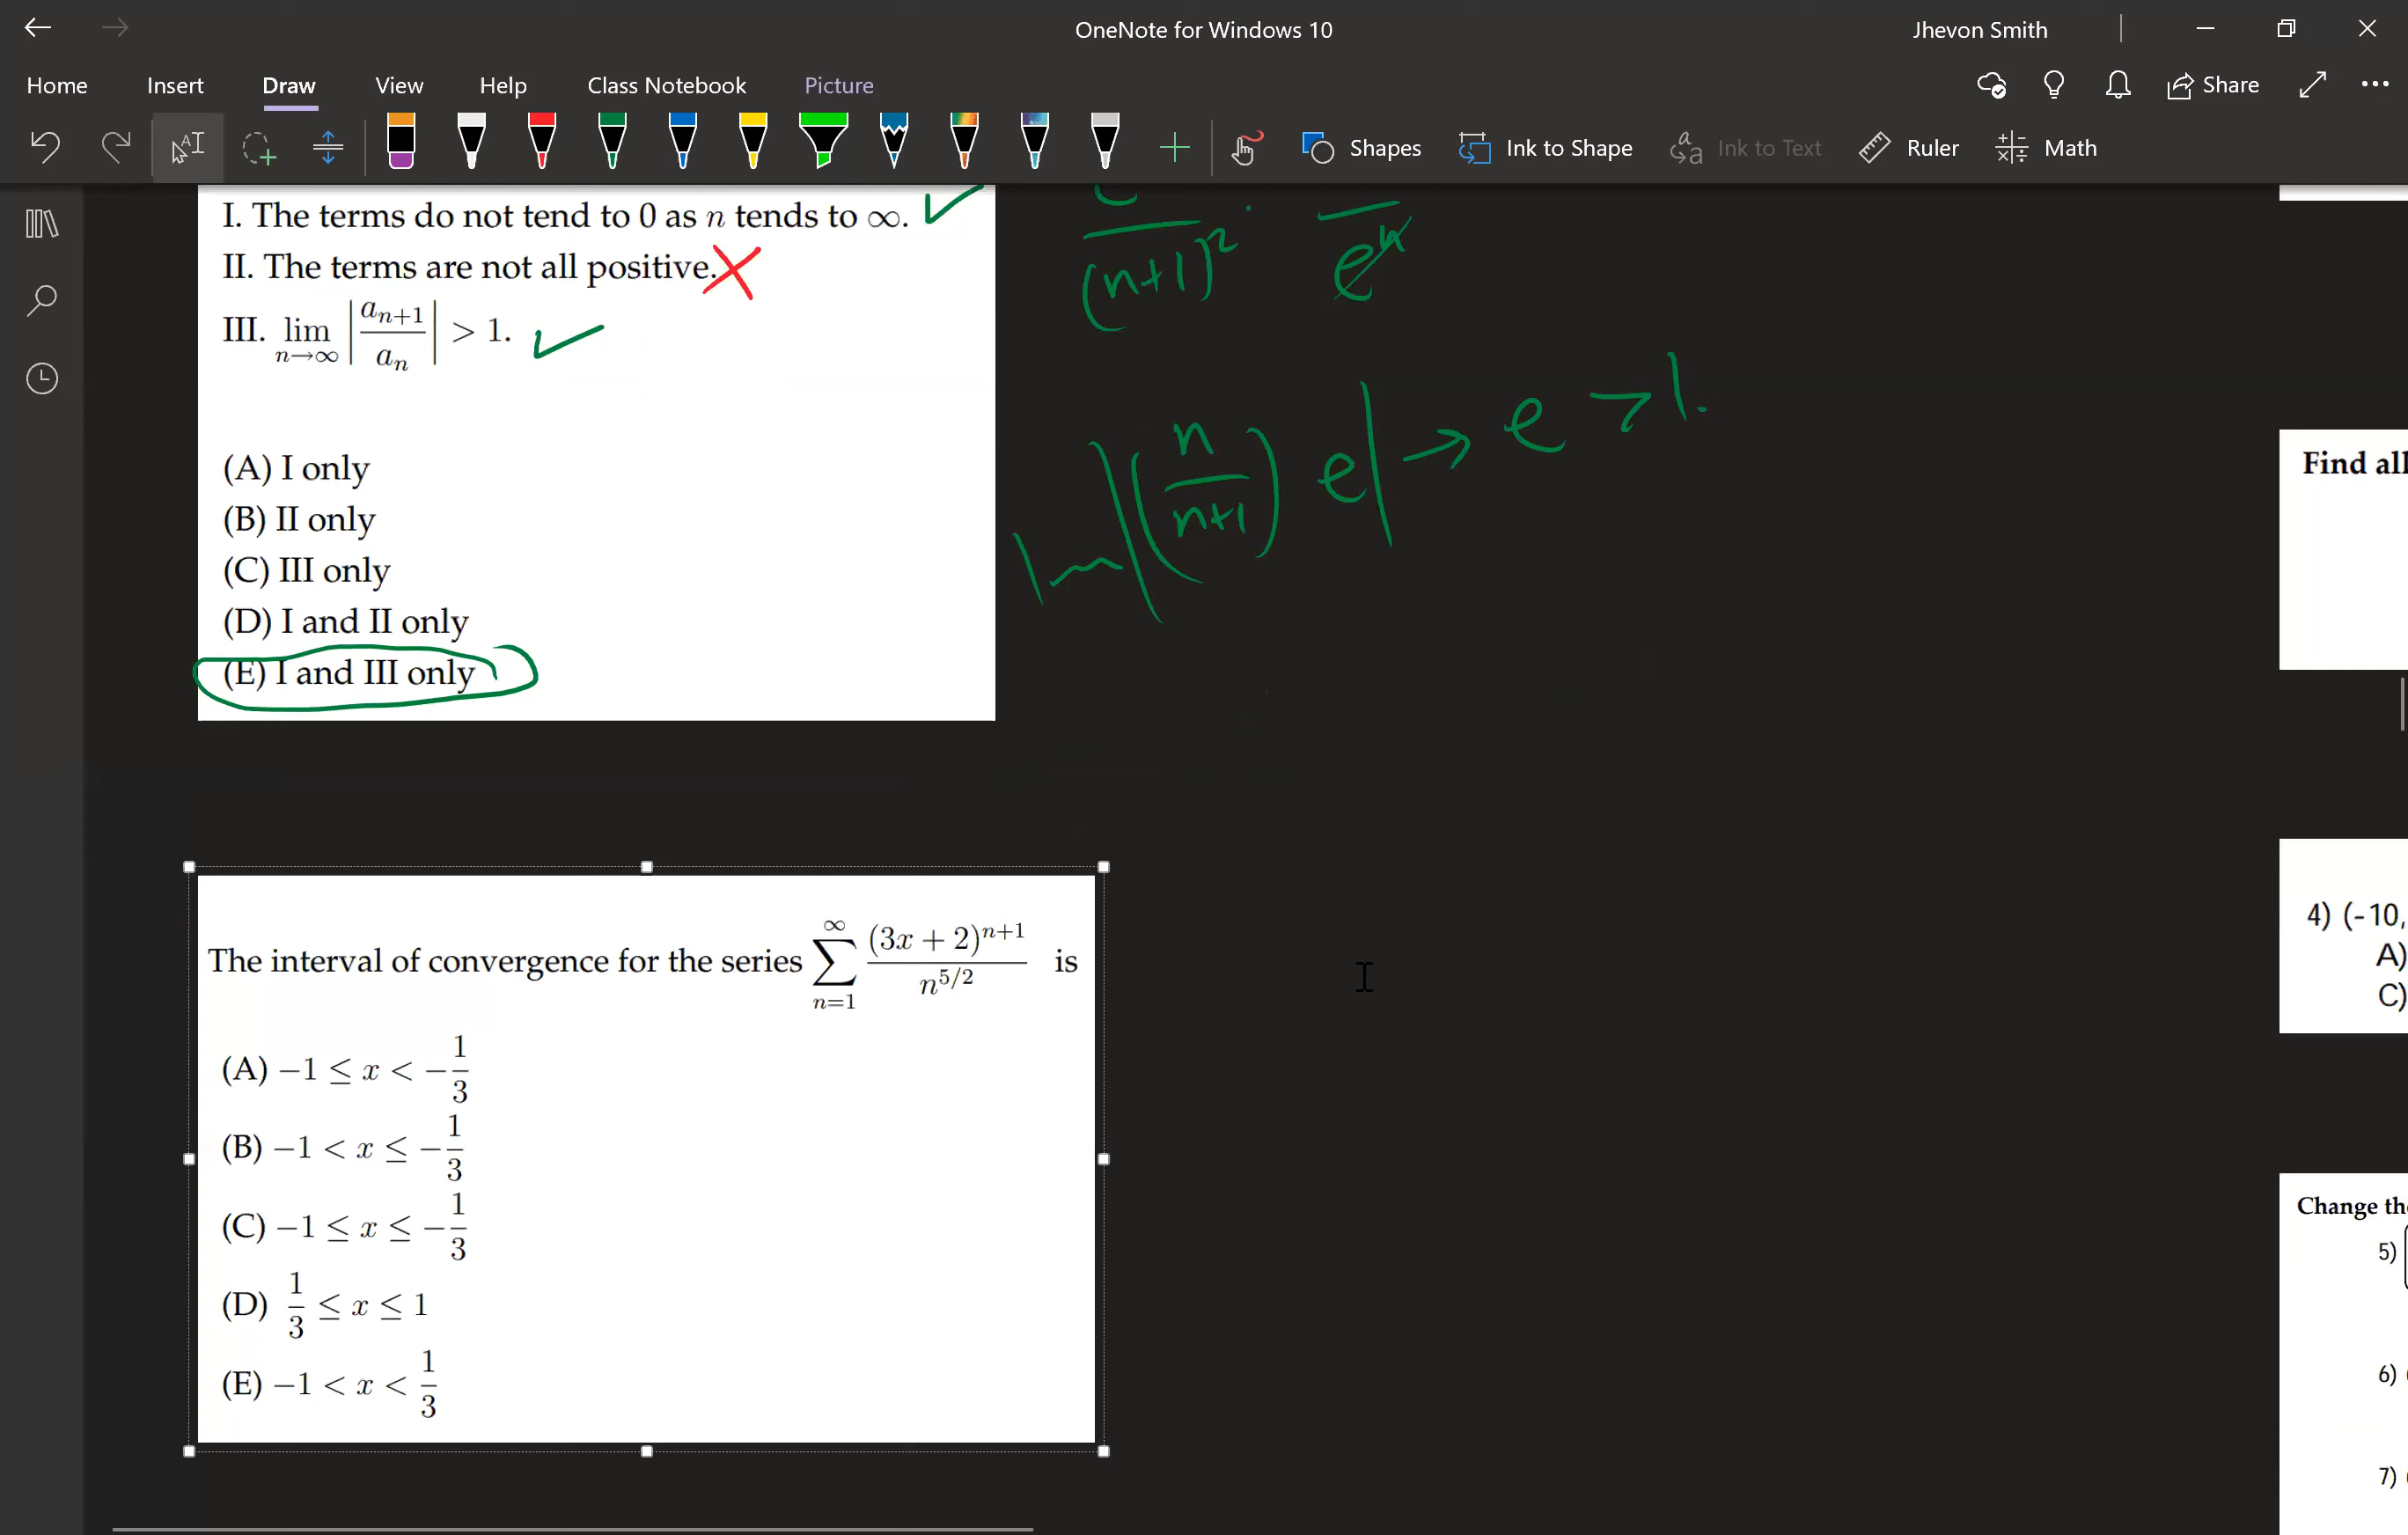 OneNote for Windows 10
Jhevon Smith
Home Insert Draw View Help Class Notebook Picture
Share
Shapes Ink to Shape Ink to Text Ruler Math
I. The terms do not tend to 0 as n tends to ∞.
II. The terms are not all positive.
III. lim n→∞ |a_{n+1}/a_n| > 1.
(A) I only
(B) II only
(C) III only
(D) I and II only
(E) I and III only
(n+1)^2 · e^n
lim |(n/(n+1)) e| → e > 1.
The interval of convergence for the series ∑_{n=1}^{∞} (3x + 2)^{n+1}/n^{5/2} is
(A) −1 ≤ x < −1/3
(B) −1 < x ≤ −1/3
(C) −1 ≤ x ≤ −1/3
(D) 1/3 ≤ x ≤ 1
(E) −1 < x < 1/3
Find all
4) (-10,
A)
C)
Change the
5)
6)
7)